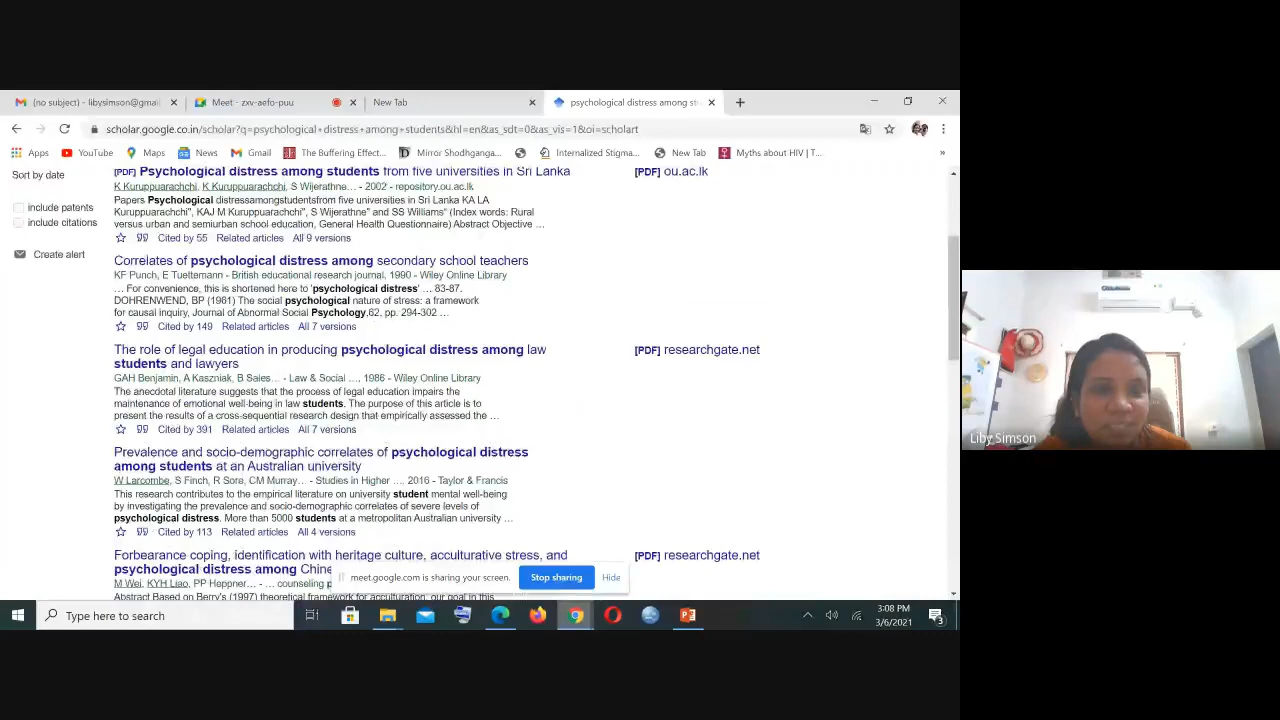 (no subject) - libysimson@gmail
Meet - zxv-aefo-puu
New Tab
psychological distress among st
scholar.google.co.in/scholar?q=psychological+distress+among+students&hl=en&as_sdt=0&as_vis=1&oi=scholart
Apps YouTube Maps News Gmail The Buffering Effect... Mirror Shodhganga... Internalized Stigma... New Tab Myths about HIV | T... »
Sort by date
include patents
include citations
Create alert
[PDF] Psychological distress among students from five universities in Sri Lanka
[PDF] ou.ac.lk
K Kuruppuarachchi, K Kuruppuarachchi, S Wijerathne... - 2002 - repository.ou.ac.lk
Papers Psychological distressamongstudentsfrom five universities in Sri Lanka KA LA
Kuruppuarachchi", KAJ M Kuruppuarachchi", S Wijerathne" and SS Williams" (Index words: Rural
versus urban and semiurban school education, General Health Questionnaire) Abstract Objective ...
Cited by 55 Related articles All 9 versions
Correlates of psychological distress among secondary school teachers
KF Punch, E Tuettemann - British educational research journal, 1990 - Wiley Online Library
... For convenience, this is shortened here to 'psychological distress' ... 83-87.
DOHRENWEND, BP (1961) The social psychological nature of stress: a framework
for causal inquiry, Journal of Abnormal Social Psychology,62, pp. 294-302 ...
Cited by 149 Related articles All 7 versions
The role of legal education in producing psychological distress among law
students and lawyers
[PDF] researchgate.net
GAH Benjamin, A Kaszniak, B Sales... - Law & Social ..., 1986 - Wiley Online Library
The anecdotal literature suggests that the process of legal education impairs the
maintenance of emotional well-being in law students. The purpose of this article is to
present the results of a cross-sequential research design that empirically assessed the ...
Cited by 391 Related articles All 7 versions
Prevalence and socio-demographic correlates of psychological distress
among students at an Australian university
W Larcombe, S Finch, R Sore, CM Murray... - Studies in Higher ..., 2016 - Taylor & Francis
This research contributes to the empirical literature on university student mental well-being
by investigating the prevalence and socio-demographic correlates of severe levels of
psychological distress. More than 5000 students at a metropolitan Australian university ...
Cited by 113 Related articles All 4 versions
Forbearance coping, identification with heritage culture, acculturative stress, and
psychological distress among Chine
[PDF] researchgate.net
M Wei, KYH Liao, PP Heppner... - ... counseling p
Abstract Based on Berry's (1997) theoretical framework for acculturation, our goal in this
meet.google.com is sharing your screen. Stop sharing Hide
Type here to search
3:08 PM
3/6/2021
3
Liby Simson